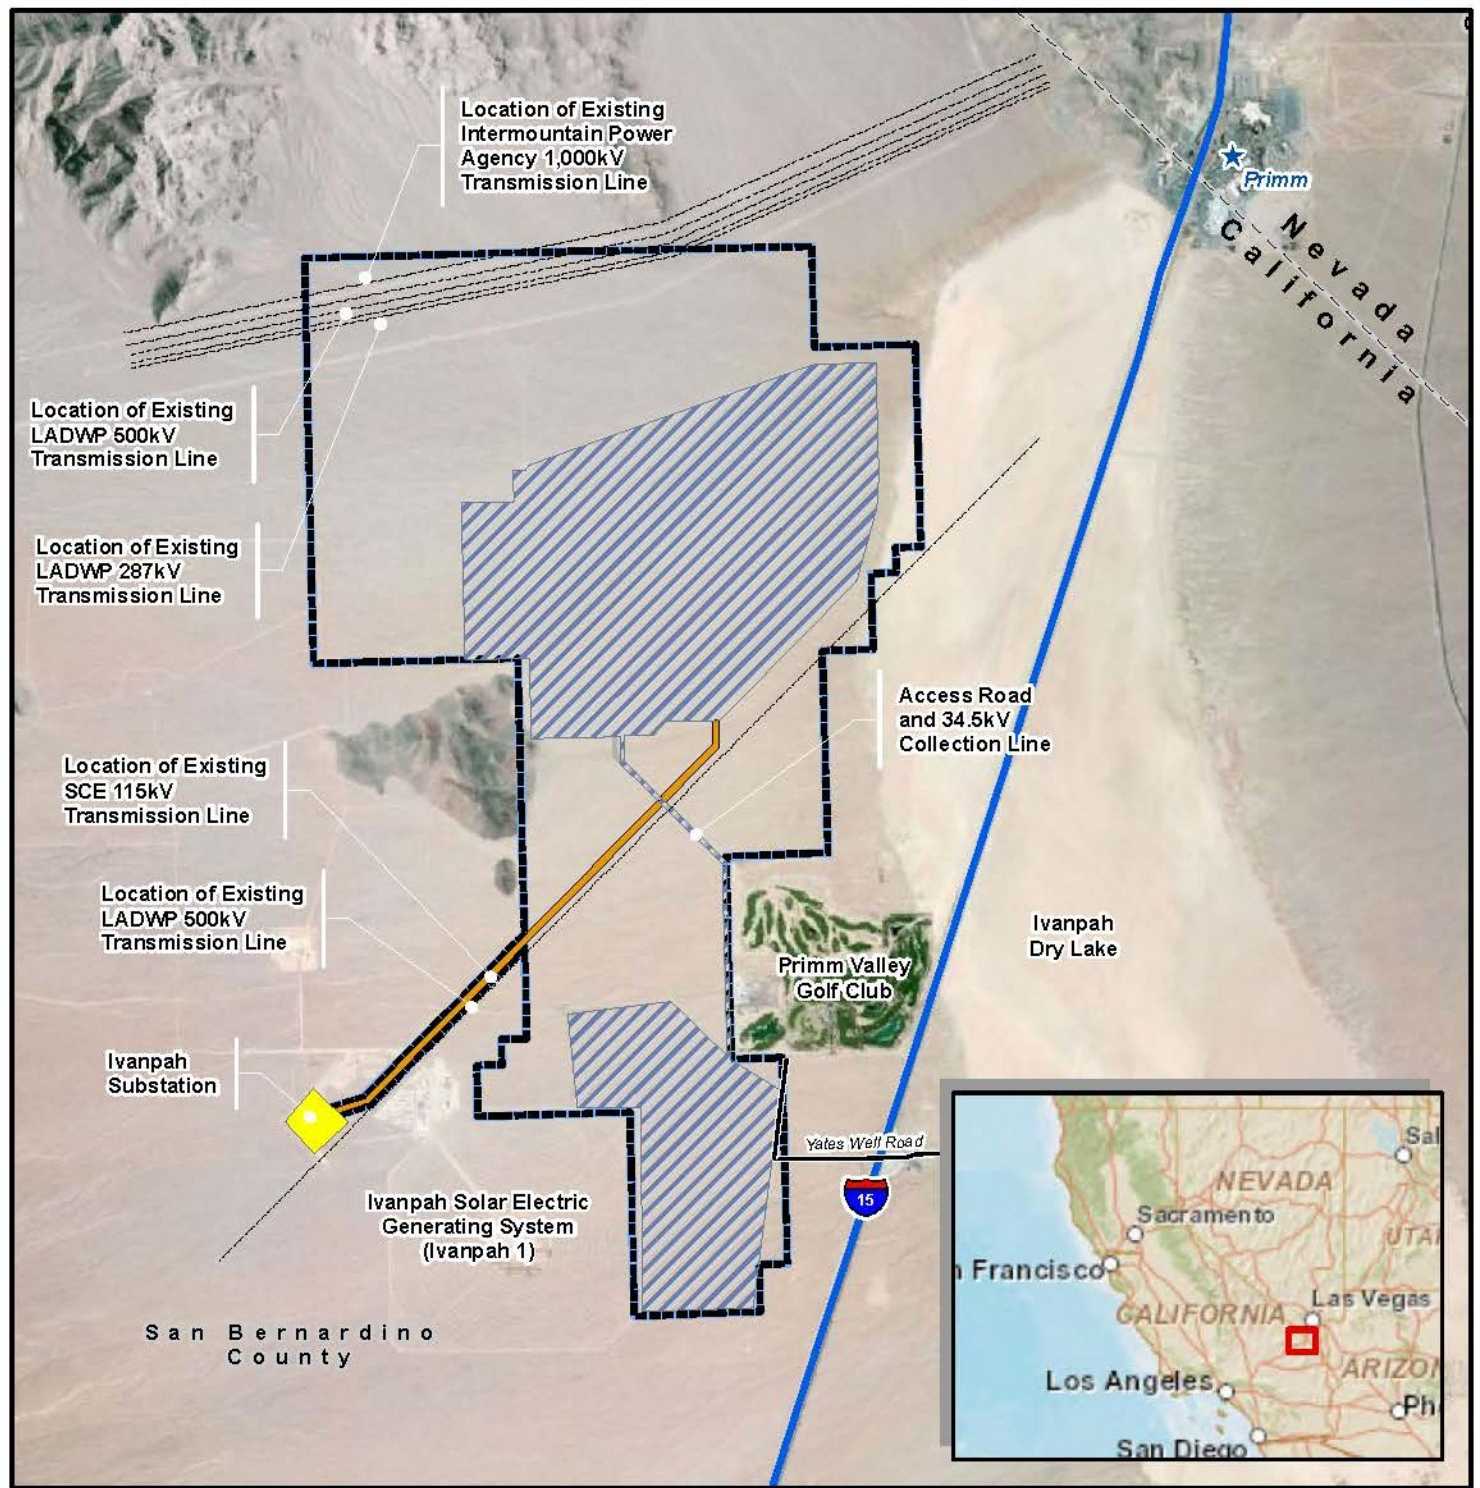 Location of Existing
Intermountain Power
Agency 1,000kV
Transmission Line
Primm
Nevada
California
Location of Existing
LADWP 500kV
Transmission Line
Location of Existing
LADWP 287kV
Transmission Line
Access Road
and 34.5kV
Collection Line
Location of Existing
SCE 115kV
Transmission Line
Location of Existing
LADWP 500kV
Transmission Line
Ivanpah
Dry Lake
Primm Valley
Golf Club
Ivanpah
Substation
Yates Well Road
15
Ivanpah Solar Electric
Generating System
(Ivanpah 1)
San Bernardino
County
Sal
NEVADA
Sacramento
UTA
n Francisco
Las Vegas
CALIFORNIA
ARIZO
Los Angeles
Ph
San Diego